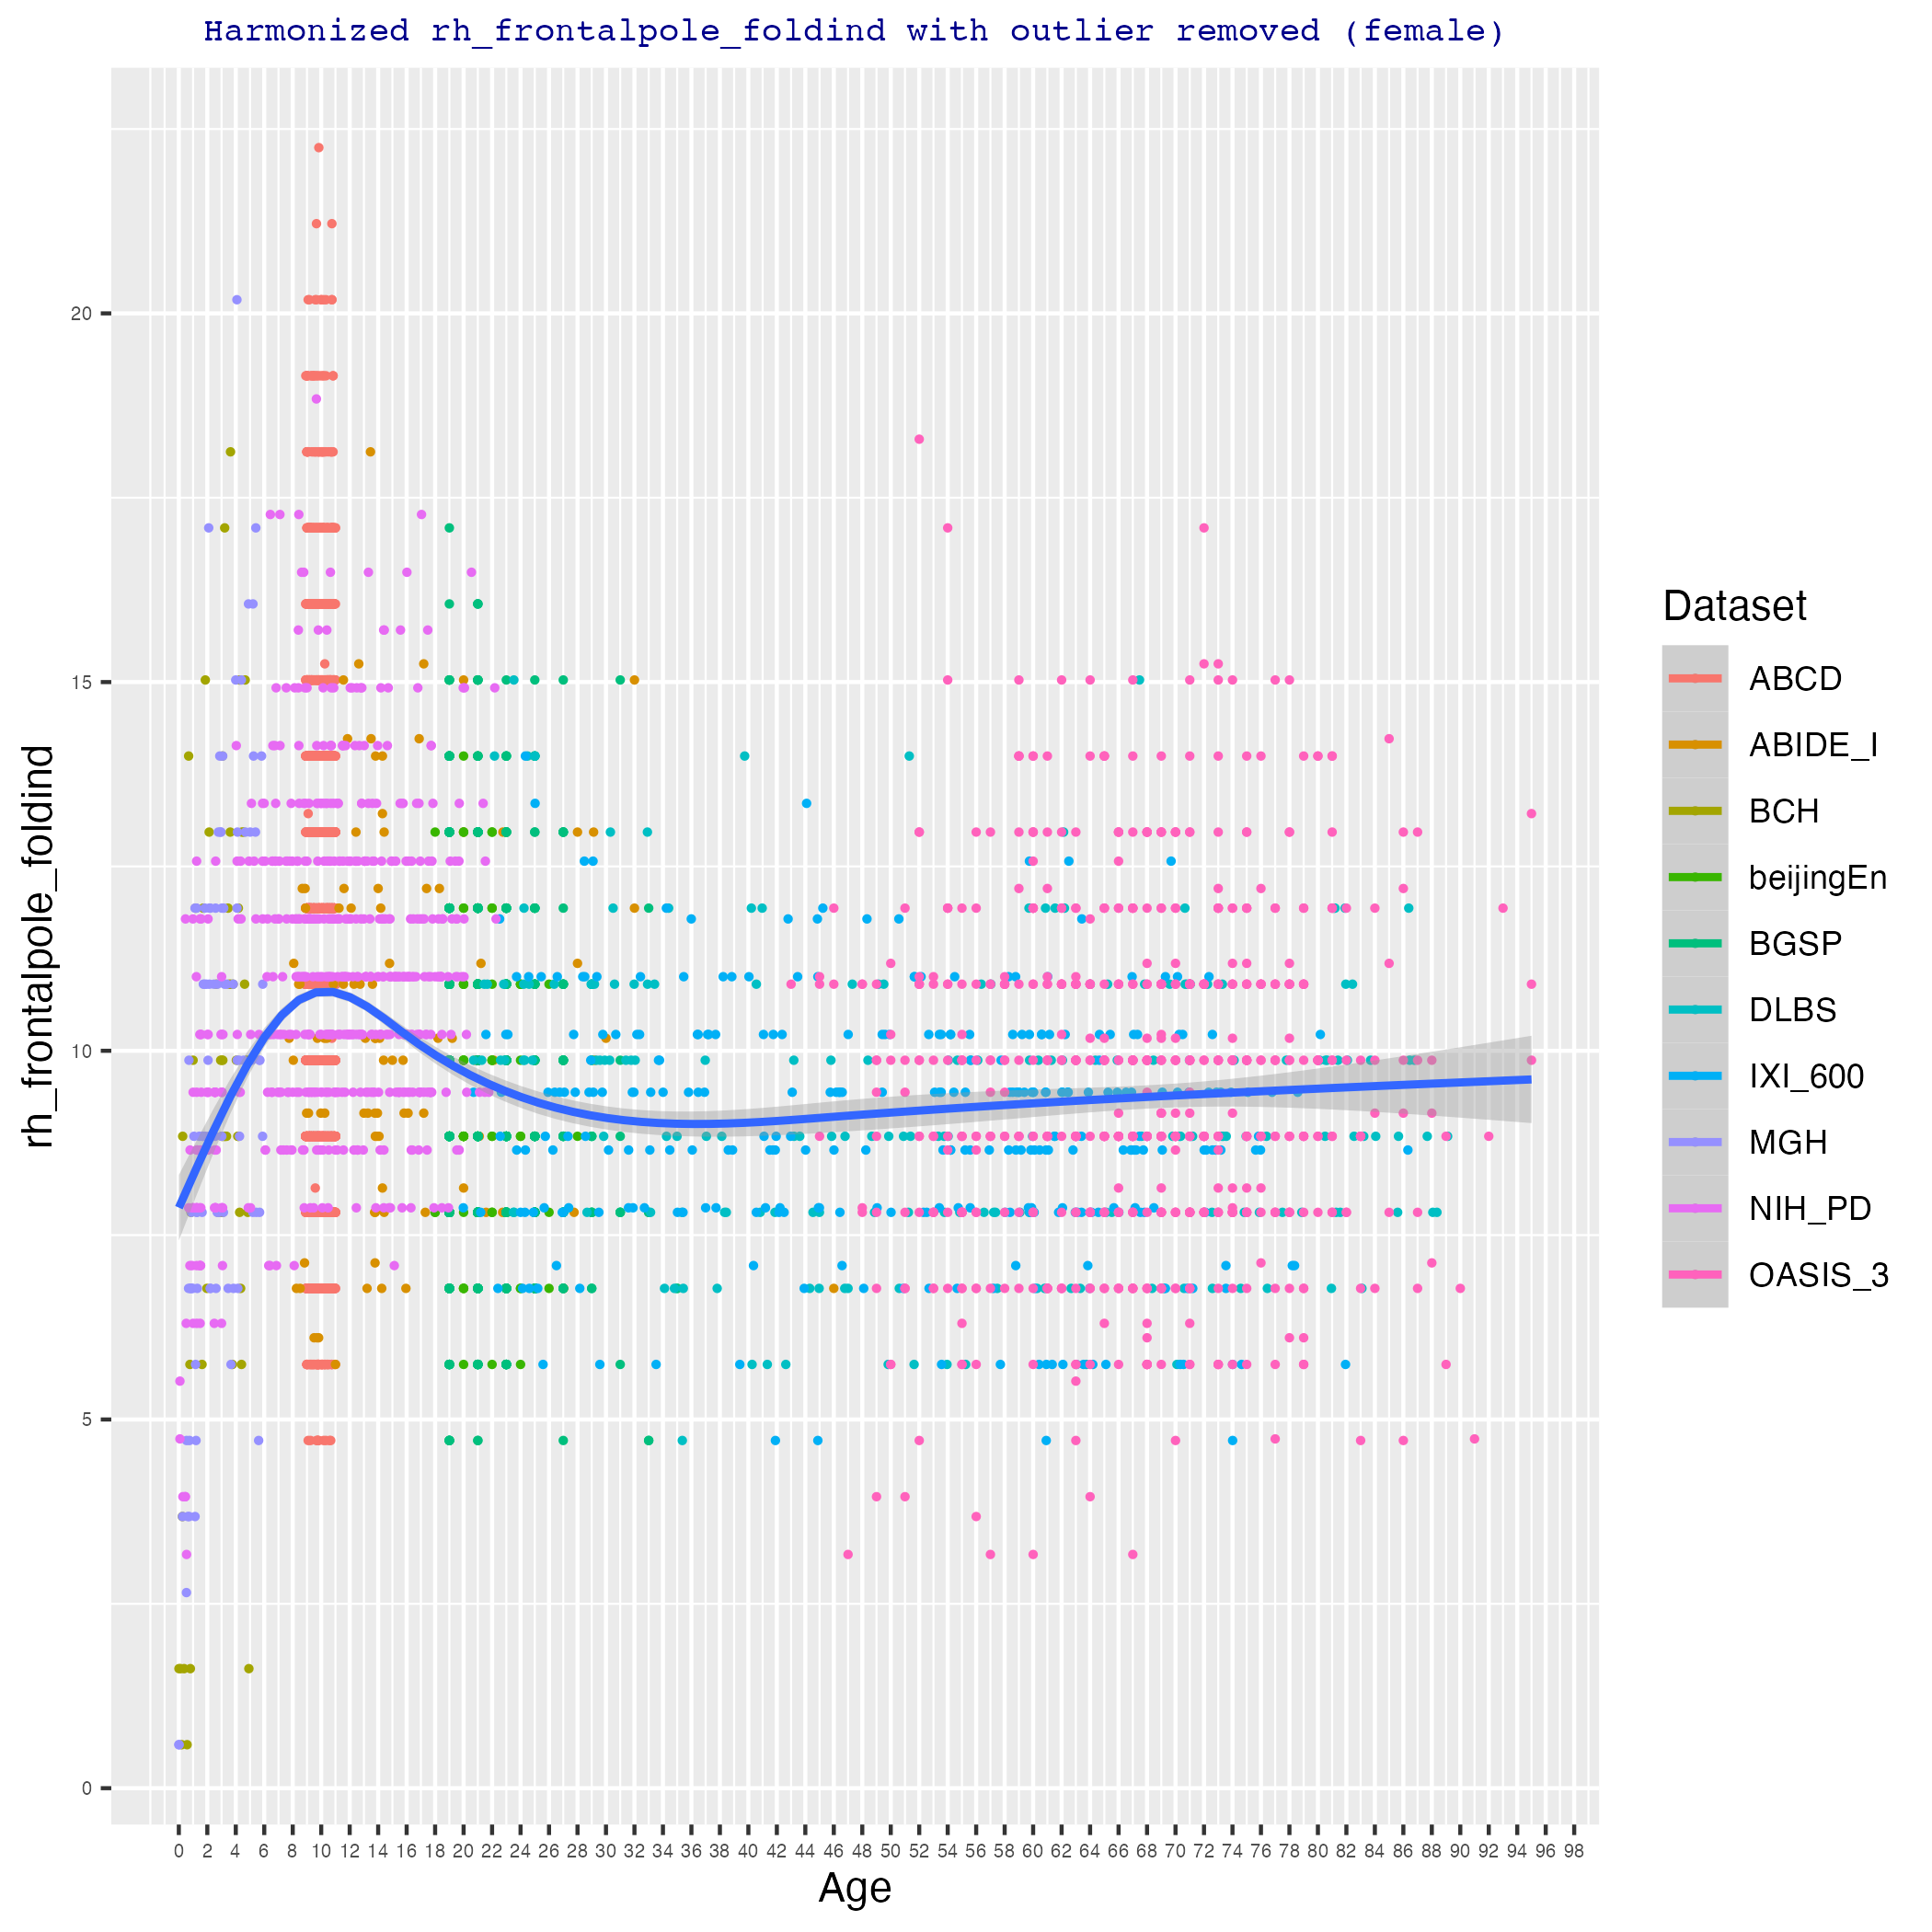 Harmonized rh_frontalpole_foldind with outlier removed (female)
rh_frontalpole_foldind
20
15
10
5
0
0 2 4 6 8 10 12 14 16 18 20 22 24 26 28 30 32 34 36 38 40 42 44 46 48 50 52 54 56 58 60 62 64 66 68 70 72 74 76 78 80 82 84 86 88 90 92 94 96 98
Age
Dataset
ABCD
ABIDE_I
BCH
beijingEn
BGSP
DLBS
IXI_600
MGH
NIH_PD
OASIS_3